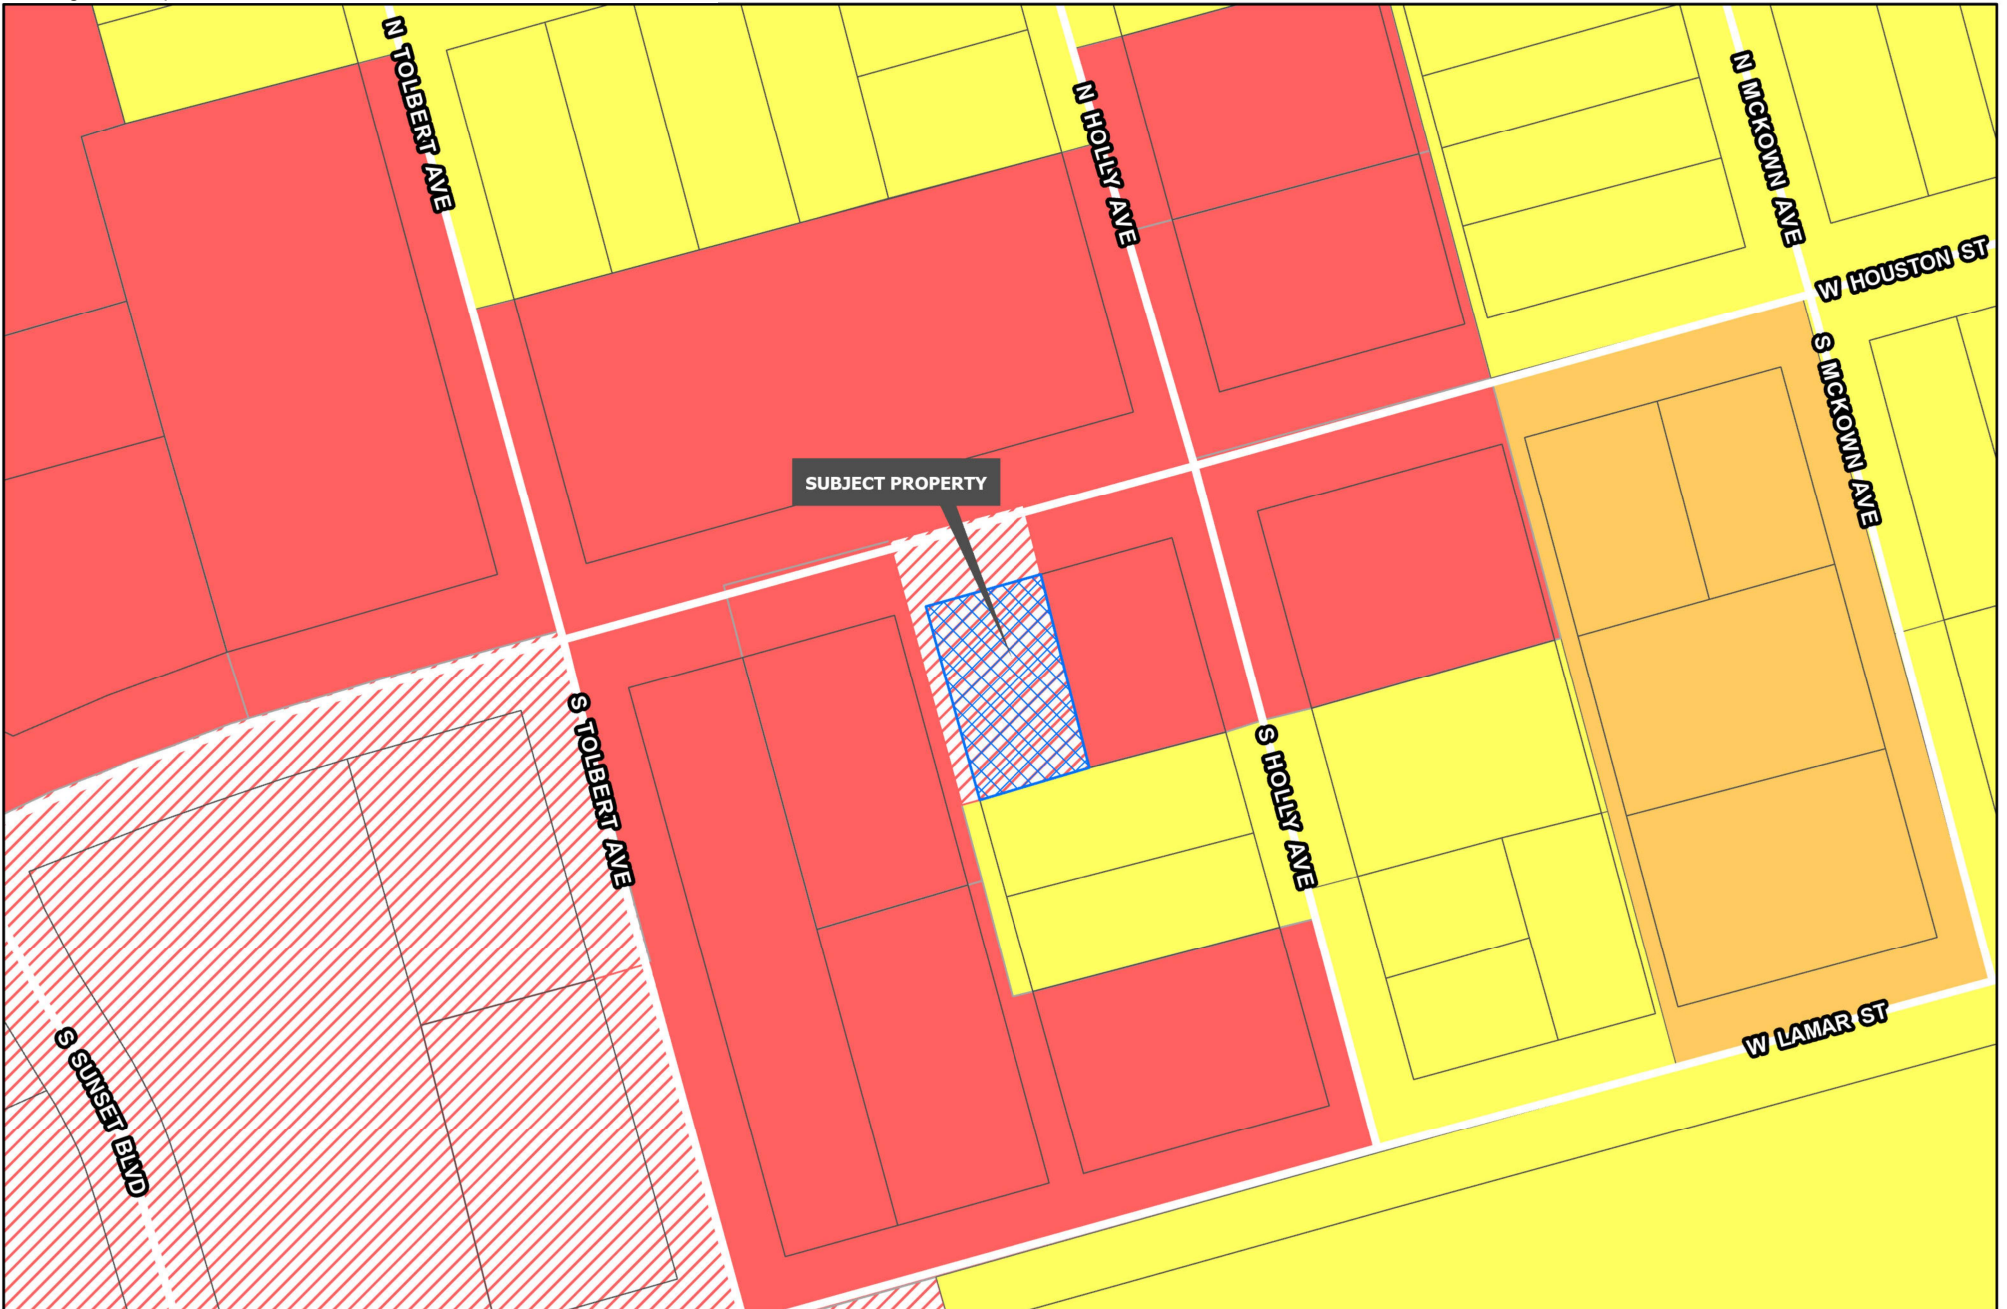 N TOLBERT AVE
N HOLLY AVE
N MCKOWN AVE
W HOUSTON ST
S MCKOWN AVE
SUBJECT PROPERTY
S TOLBERT AVE
S HOLLY AVE
W LAMAR ST
S SUNSET BLVD